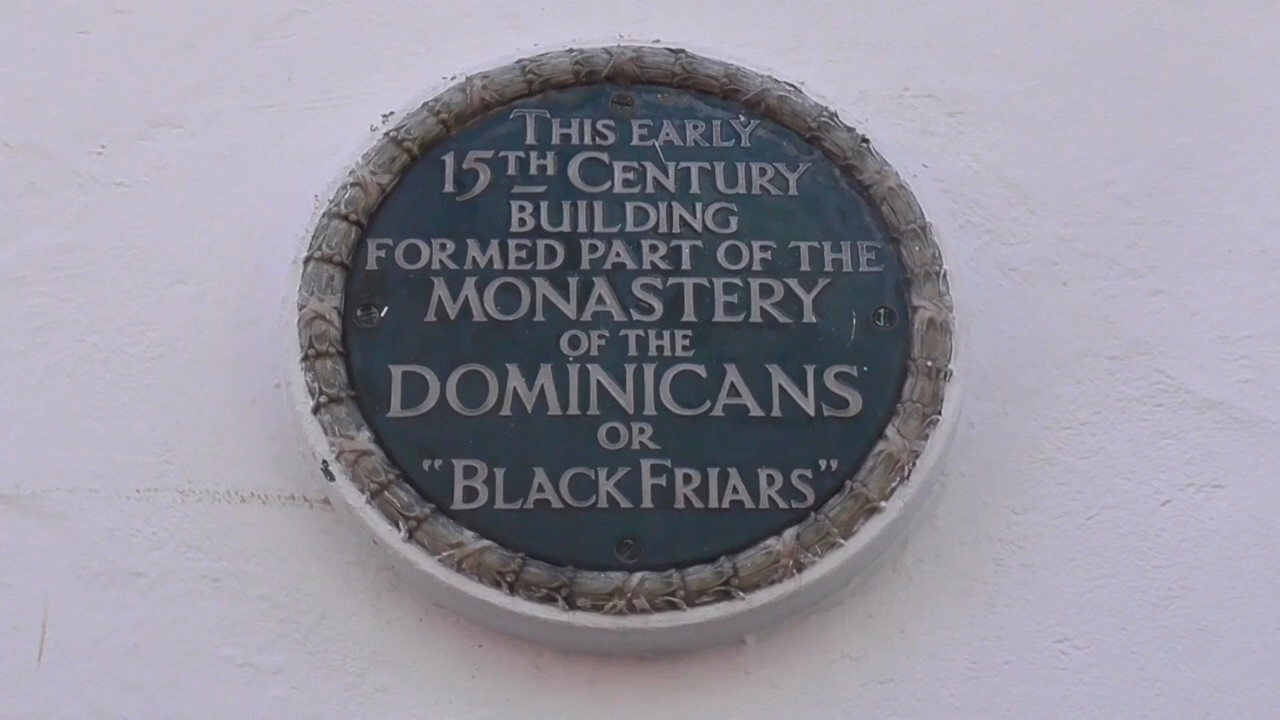 THIS EARLY
15TH CENTURY
BUILDING
FORMED PART OF THE
MONASTERY
OF THE
DOMINICANS
OR
"BLACKFRIARS"